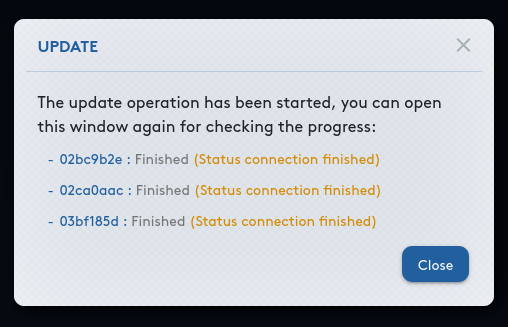 UPDATE
The update operation has been started, you can open
this window again for checking the progress:
- 02bc9b2e : Finished (Status connection finished)
- 02ca0aac : Finished (Status connection finished)
- 03bf185d : Finished (Status connection finished)
Close